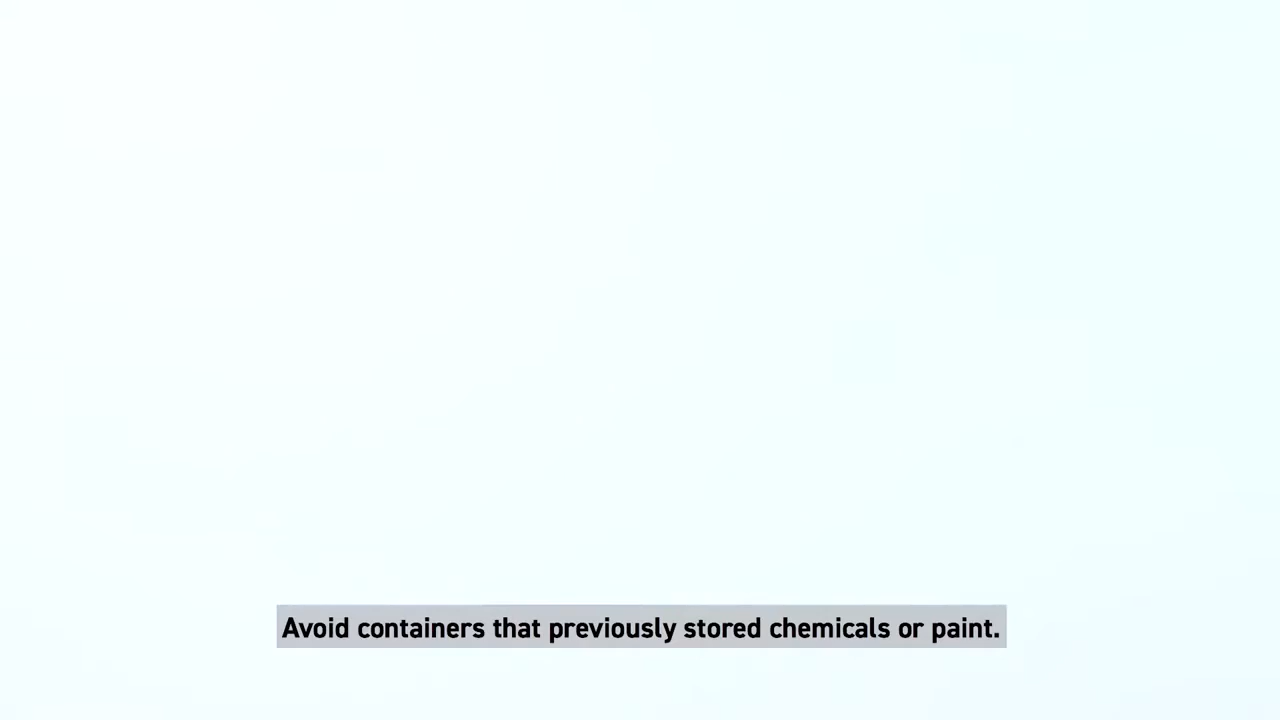 Avoid containers that previously stored chemicals or paint.